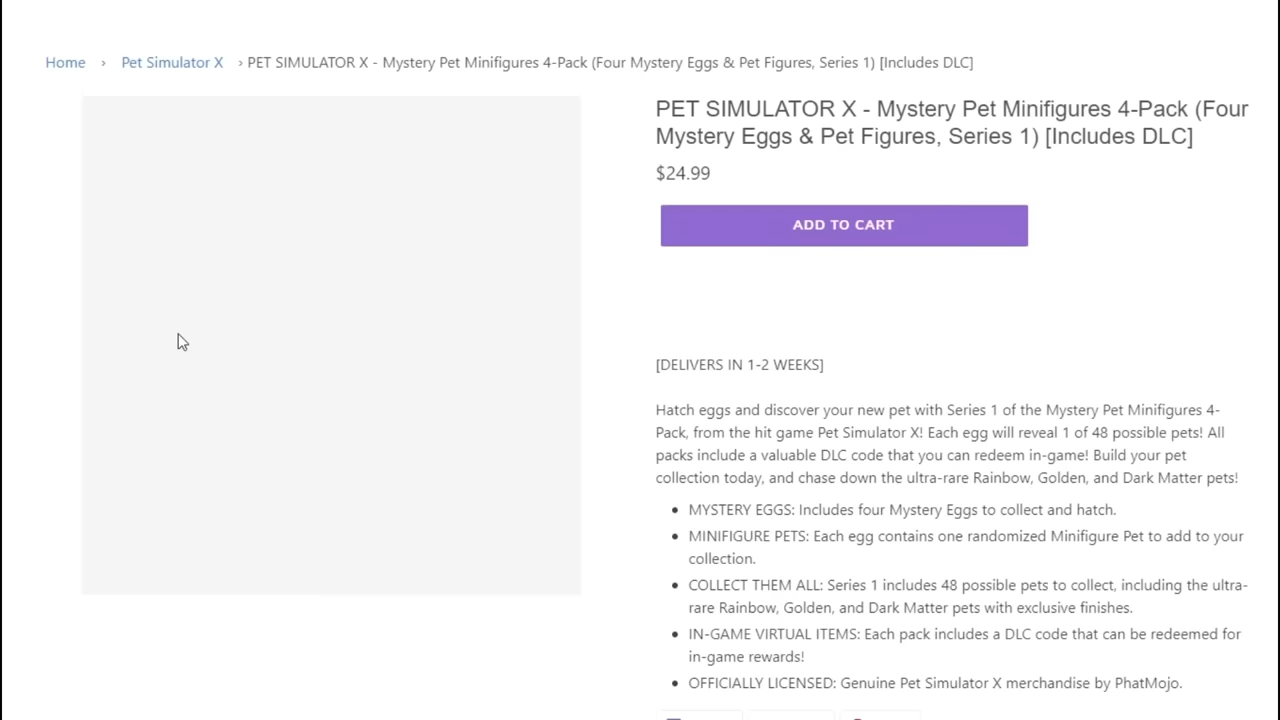 Home › Pet Simulator X › PET SIMULATOR X - Mystery Pet Minifigures 4-Pack (Four Mystery Eggs & Pet Figures, Series 1) [Includes DLC]
PET SIMULATOR X - Mystery Pet Minifigures 4-Pack (Four
Mystery Eggs & Pet Figures, Series 1) [Includes DLC]
$24.99
ADD TO CART
[DELIVERS IN 1-2 WEEKS]
Hatch eggs and discover your new pet with Series 1 of the Mystery Pet Minifigures 4-
Pack, from the hit game Pet Simulator X! Each egg will reveal 1 of 48 possible pets! All
packs include a valuable DLC code that you can redeem in-game! Build your pet
collection today, and chase down the ultra-rare Rainbow, Golden, and Dark Matter pets!
• MYSTERY EGGS: Includes four Mystery Eggs to collect and hatch.
• MINIFIGURE PETS: Each egg contains one randomized Minifigure Pet to add to your
collection.
• COLLECT THEM ALL: Series 1 includes 48 possible pets to collect, including the ultra-
rare Rainbow, Golden, and Dark Matter pets with exclusive finishes.
• IN-GAME VIRTUAL ITEMS: Each pack includes a DLC code that can be redeemed for
in-game rewards!
• OFFICIALLY LICENSED: Genuine Pet Simulator X merchandise by PhatMojo.